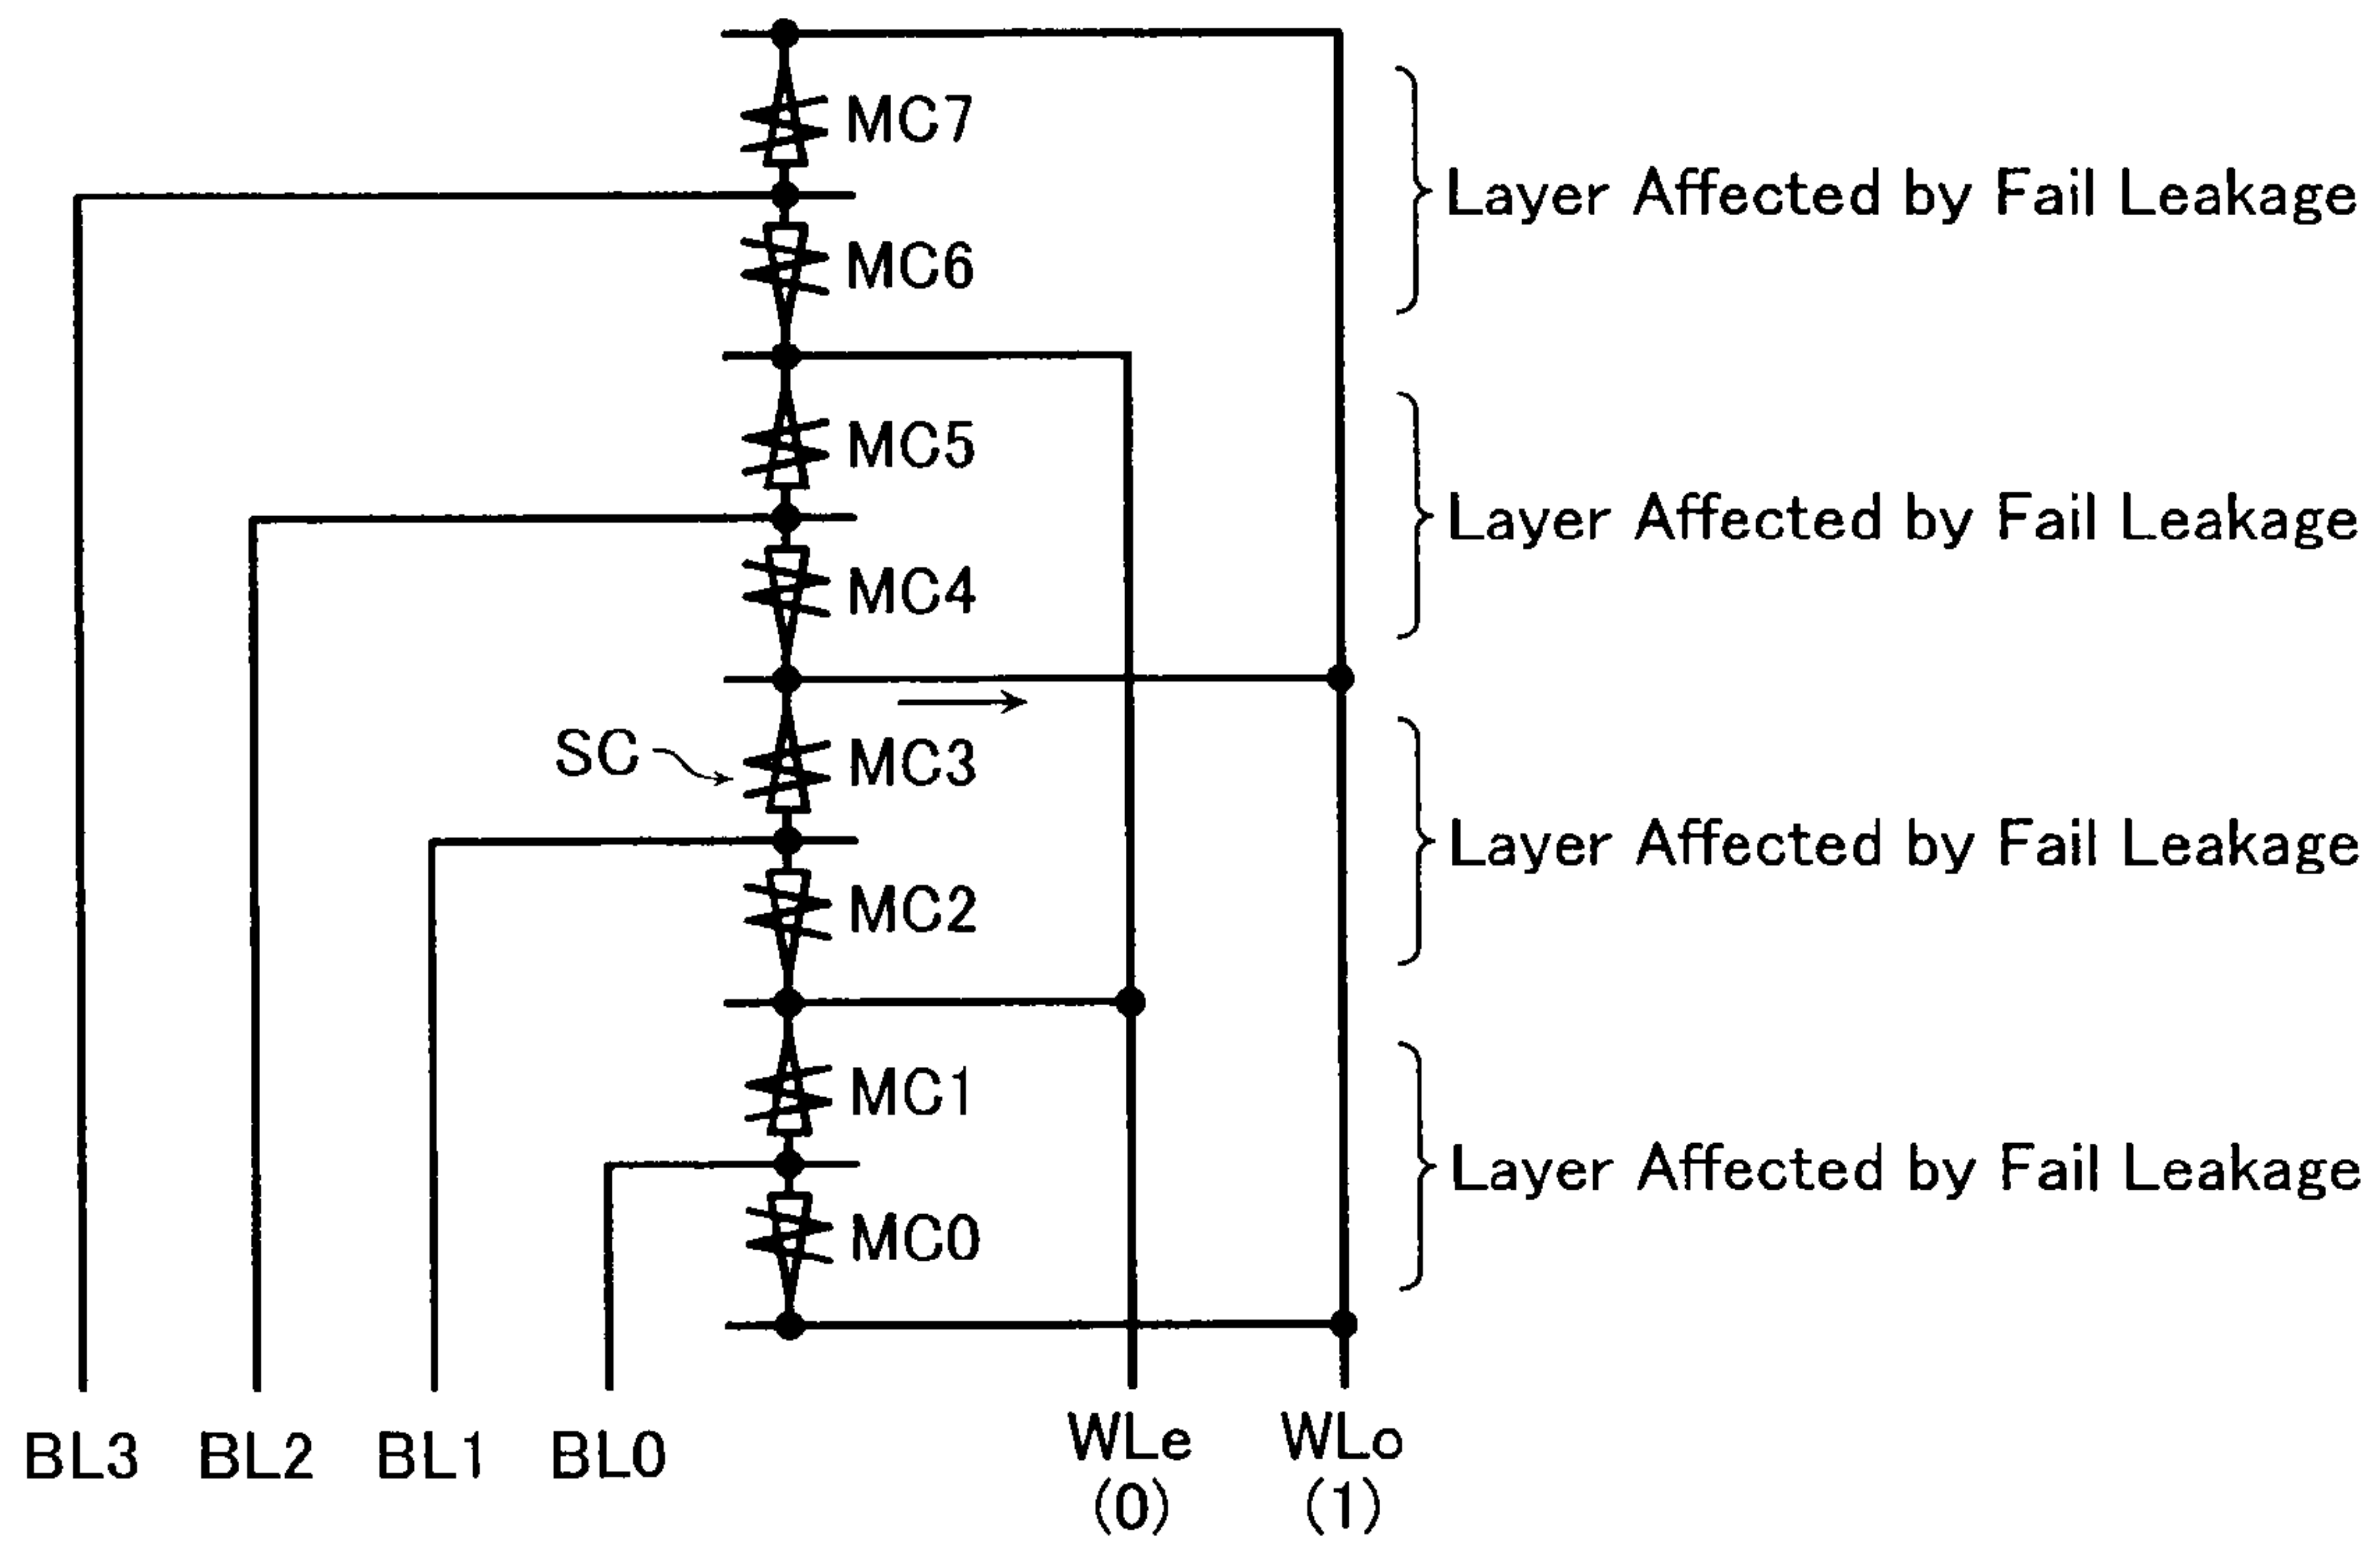 MC7
Layer Affected by Fail Leakage
MC6
MC5
Layer Affected by Fail Leakage
MC4
SC
MC3
Layer Affected by Fail Leakage
MC2
MC1
Layer Affected by Fail Leakage
MC0
BL3 BL2 BL1 BL0 WLe WLo
(0) (1)